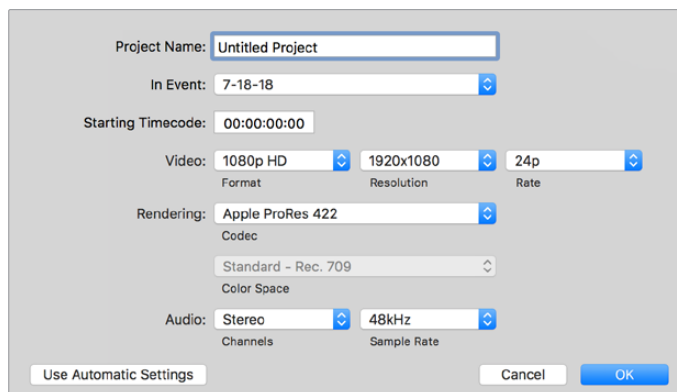 Project Name: Untitled Project
In Event: 7-18-18
Starting Timecode: 00:00:00:00
Video: 1080p HD 1920x1080 24p
Format Resolution Rate
Rendering: Apple ProRes 422
Codec
Standard - Rec. 709
Color Space
Audio: Stereo 48kHz
Channels Sample Rate
Use Automatic Settings Cancel OK